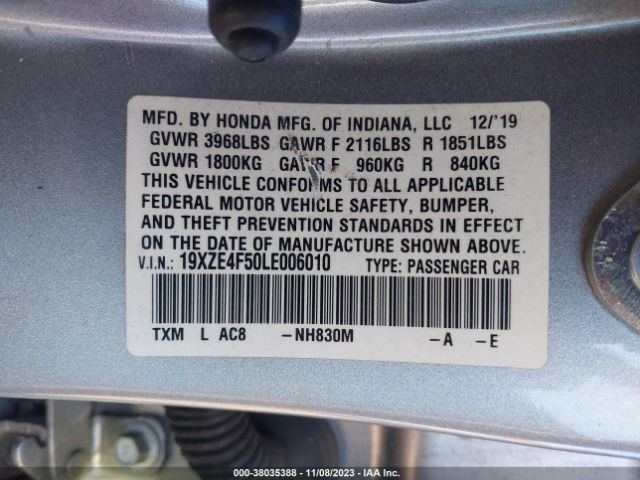 MFD. BY HONDA MFG. OF INDIANA, LLC 12/'19
GVWR 3968LBS GAWR F 2116LBS R 1851LBS
GVWR 1800KG GAWR F 960KG R 840KG
THIS VEHICLE CONFORMS TO ALL APPLICABLE
FEDERAL MOTOR VEHICLE SAFETY, BUMPER,
AND THEFT PREVENTION STANDARDS IN EFFECT
ON THE DATE OF MANUFACTURE SHOWN ABOVE.
V.I.N.: 19XZE4F50LE006010 TYPE: PASSENGER CAR
TXM L AC8 -NH830M -A -E
000-38035388 - 11/08/2023 - IAA Inc.